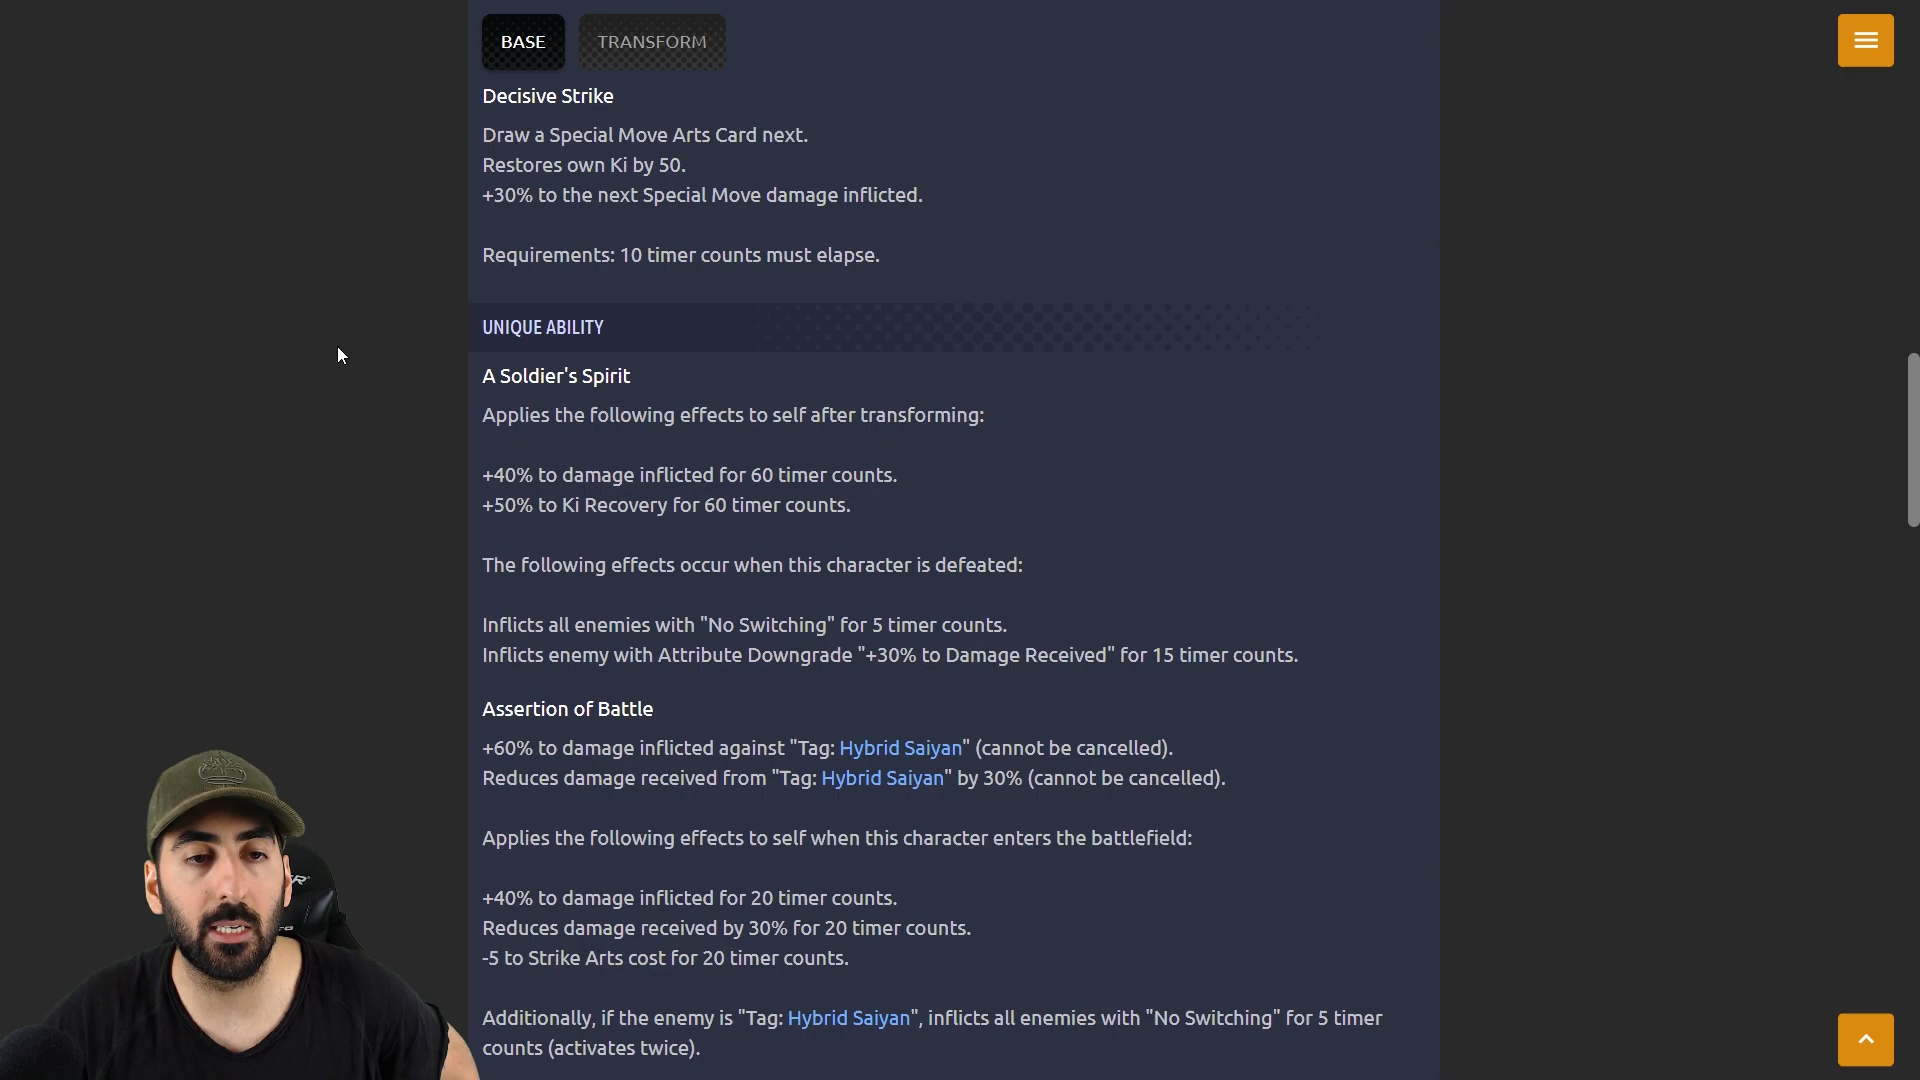 BASE
TRANSFORM
Decisive Strike
Draw a Special Move Arts Card next.
Restores own Ki by 50.
+30% to the next Special Move damage inflicted.
Requirements: 10 timer counts must elapse.
UNIQUE ABILITY
A Soldier's Spirit
Applies the following effects to self after transforming:
+40% to damage inflicted for 60 timer counts.
+50% to Ki Recovery for 60 timer counts.
The following effects occur when this character is defeated:
Inflicts all enemies with "No Switching" for 5 timer counts.
Inflicts enemy with Attribute Downgrade "+30% to Damage Received" for 15 timer counts.
Assertion of Battle
+60% to damage inflicted against "Tag: Hybrid Saiyan" (cannot be cancelled).
Reduces damage received from "Tag: Hybrid Saiyan" by 30% (cannot be cancelled).
Applies the following effects to self when this character enters the battlefield:
+40% to damage inflicted for 20 timer counts.
Reduces damage received by 30% for 20 timer counts.
-5 to Strike Arts cost for 20 timer counts.
Additionally, if the enemy is "Tag: Hybrid Saiyan", inflicts all enemies with "No Switching" for 5 timer
counts (activates twice).